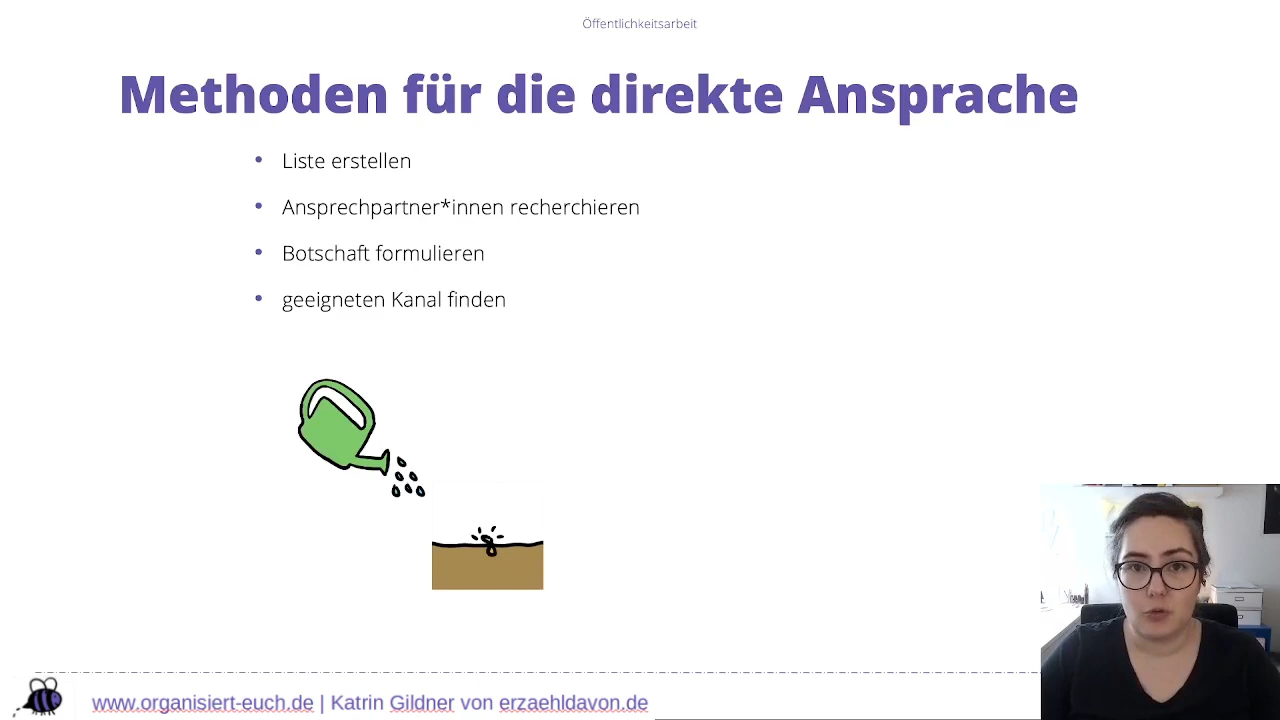 Öffentlichkeitsarbeit
Methoden für die direkte Ansprache
• Liste erstellen
• Ansprechpartner*innen recherchieren
• Botschaft formulieren
• geeigneten Kanal finden
www.organisiert-euch.de | Katrin Gildner von erzaehldavon.de